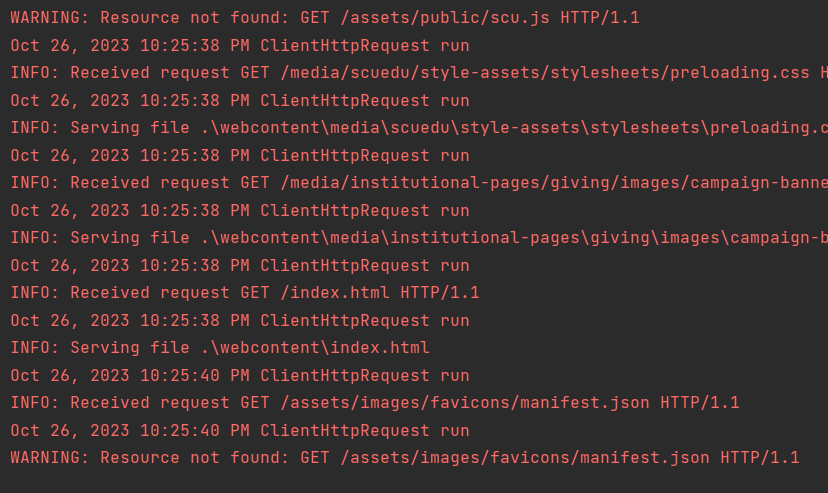 WARNING: Resource not found: GET /assets/public/scu.js HTTP/1.1
Oct 26, 2023 10:25:38 PM ClientHttpRequest run
INFO: Received request GET /media/scuedu/style-assets/stylesheets/preloading.css H
Oct 26, 2023 10:25:38 PM ClientHttpRequest run
INFO: Serving file .\webcontent\media\scuedu\style-assets\stylesheets\preloading.c
Oct 26, 2023 10:25:38 PM ClientHttpRequest run
INFO: Received request GET /media/institutional-pages/giving/images/campaign-banne
Oct 26, 2023 10:25:38 PM ClientHttpRequest run
INFO: Serving file .\webcontent\media\institutional-pages\giving\images\campaign-b
Oct 26, 2023 10:25:38 PM ClientHttpRequest run
INFO: Received request GET /index.html HTTP/1.1
Oct 26, 2023 10:25:38 PM ClientHttpRequest run
INFO: Serving file .\webcontent\index.html
Oct 26, 2023 10:25:40 PM ClientHttpRequest run
INFO: Received request GET /assets/images/favicons/manifest.json HTTP/1.1
Oct 26, 2023 10:25:40 PM ClientHttpRequest run
WARNING: Resource not found: GET /assets/images/favicons/manifest.json HTTP/1.1